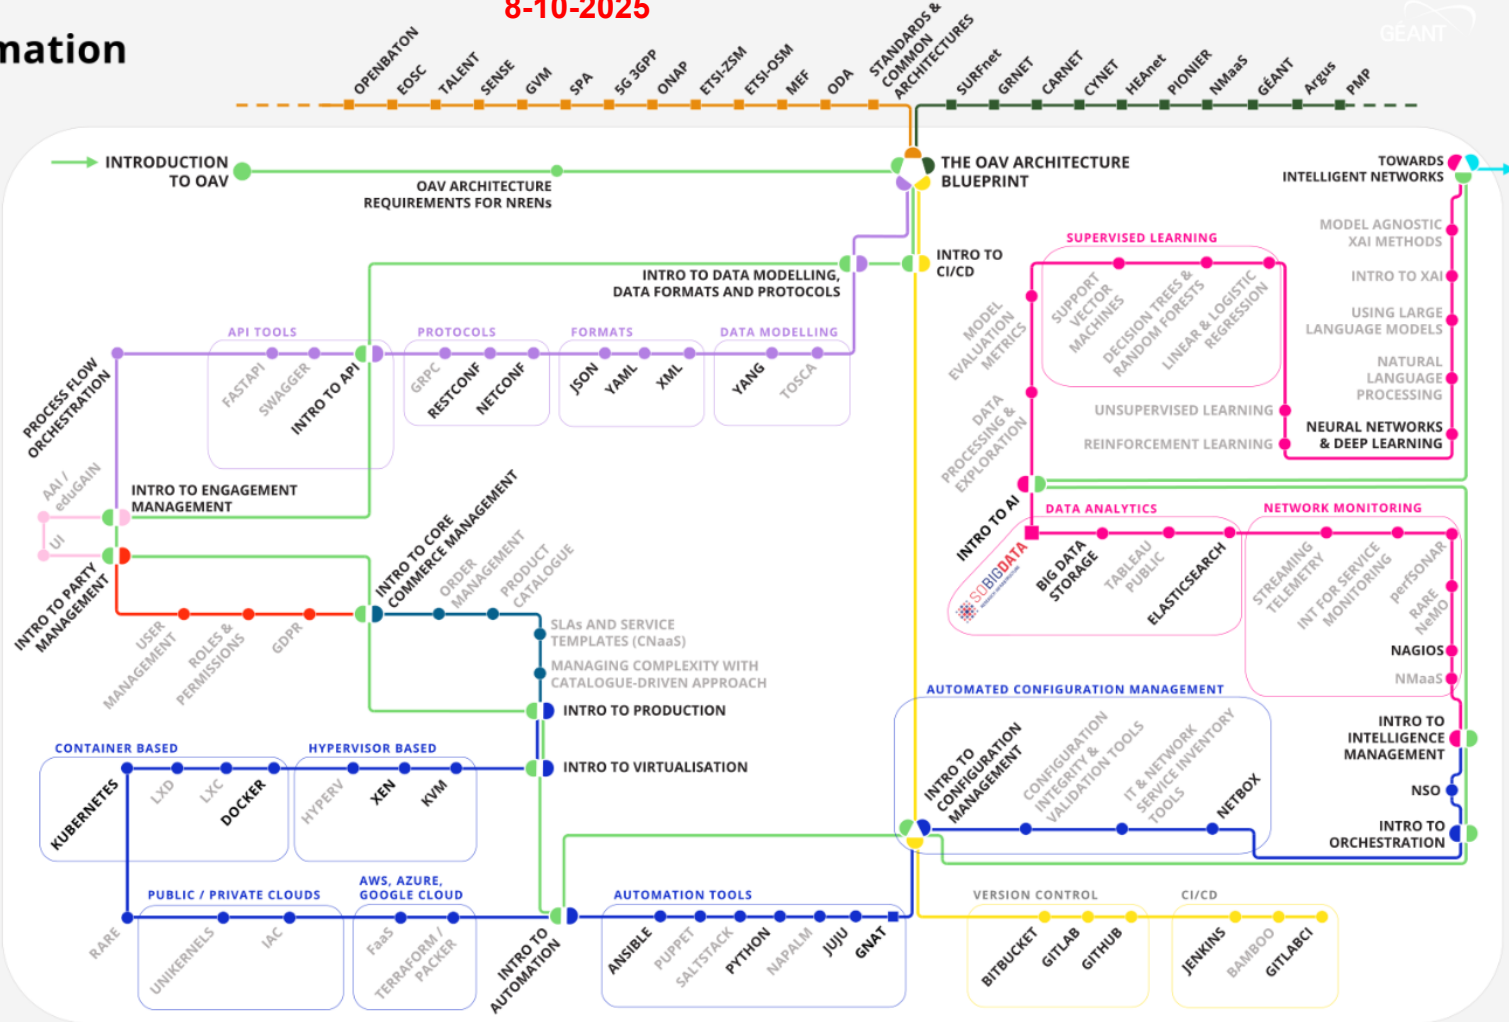 8-10-2025
mation
GÉANT
OPENBATON
EOSC
TALENT
SENSE
GVM
SPA
5G 3GPP
ONAP
ETSI-ZSM
ETSI-OSM
MEF
ODA
STANDARDS &
COMMON
ARCHITECTURES
SURFnet
GRNET
CARNET
CYNET
HEAnet
PIONIER
NMaaS
GÉANT
Argus
PMP
INTRODUCTION
TO OAV
OAV ARCHITECTURE
REQUIREMENTS FOR NRENs
THE OAV ARCHITECTURE
BLUEPRINT
TOWARDS
INTELLIGENT NETWORKS
INTRO TO DATA MODELLING,
DATA FORMATS AND PROTOCOLS
INTRO TO
CI/CD
SUPERVISED LEARNING
MODEL
EVALUATION
METRICS
SUPPORT
VECTOR
MACHINES
DECISION TREES &
RANDOM FORESTS
LINEAR & LOGISTIC
REGRESSION
MODEL AGNOSTIC
XAI METHODS
INTRO TO XAI
USING LARGE
LANGUAGE MODELS
NATURAL
LANGUAGE
PROCESSING
NEURAL NETWORKS
& DEEP LEARNING
UNSUPERVISED LEARNING
REINFORCEMENT LEARNING
DATA
PROCESSING &
EXPLORATION
INTRO TO AI
API TOOLS
PROTOCOLS
FORMATS
DATA MODELLING
PROCESS FLOW
ORCHESTRATION
FASTAPI
SWAGGER
INTRO TO API
GRPC
RESTCONF
NETCONF
JSON
YAML
XML
YANG
TOSCA
AAI /
eduGAIN
UI
INTRO TO ENGAGEMENT
MANAGEMENT
INTRO TO PARTY
MANAGEMENT
USER
MANAGEMENT
ROLES &
PERMISSIONS
GDPR
INTRO TO CORE
COMMERCE MANAGEMENT
ORDER
MANAGEMENT
PRODUCT
CATALOGUE
SLAs AND SERVICE
TEMPLATES (CNaaS)
MANAGING COMPLEXITY WITH
CATALOGUE-DRIVEN APPROACH
INTRO TO PRODUCTION
INTRO TO VIRTUALISATION
DATA ANALYTICS
NETWORK MONITORING
SOBIGDATA
BIG DATA
STORAGE
TABLEAU
PUBLIC
ELASTICSEARCH
STREAMING
TELEMETRY
INT FOR SERVICE
MONITORING
perfSONAR
RARE
NeMO
NAGIOS
NMaaS
INTRO TO
INTELLIGENCE
MANAGEMENT
NSO
INTRO TO
ORCHESTRATION
AUTOMATED CONFIGURATION MANAGEMENT
INTRO TO
CONFIGURATION
MANAGEMENT
CONFIGURATION
INTEGRITY &
VALIDATION TOOLS
IT & NETWORK
SERVICE INVENTORY
TOOLS
NETBOX
CONTAINER BASED
HYPERVISOR BASED
KUBERNETES
LXD
LXC
DOCKER
HYPERV
XEN
KVM
PUBLIC / PRIVATE CLOUDS
AWS, AZURE,
GOOGLE CLOUD
RARE
UNIKERNELS
IAC
FaaS
TERRAFORM /
PACKER
INTRO TO
AUTOMATION
AUTOMATION TOOLS
ANSIBLE
PUPPET
SALTSTACK
PYTHON
NAPALM
JUJU
GNAT
VERSION CONTROL
BITBUCKET
GITLAB
GITHUB
CI/CD
JENKINS
BAMBOO
GITLABCI